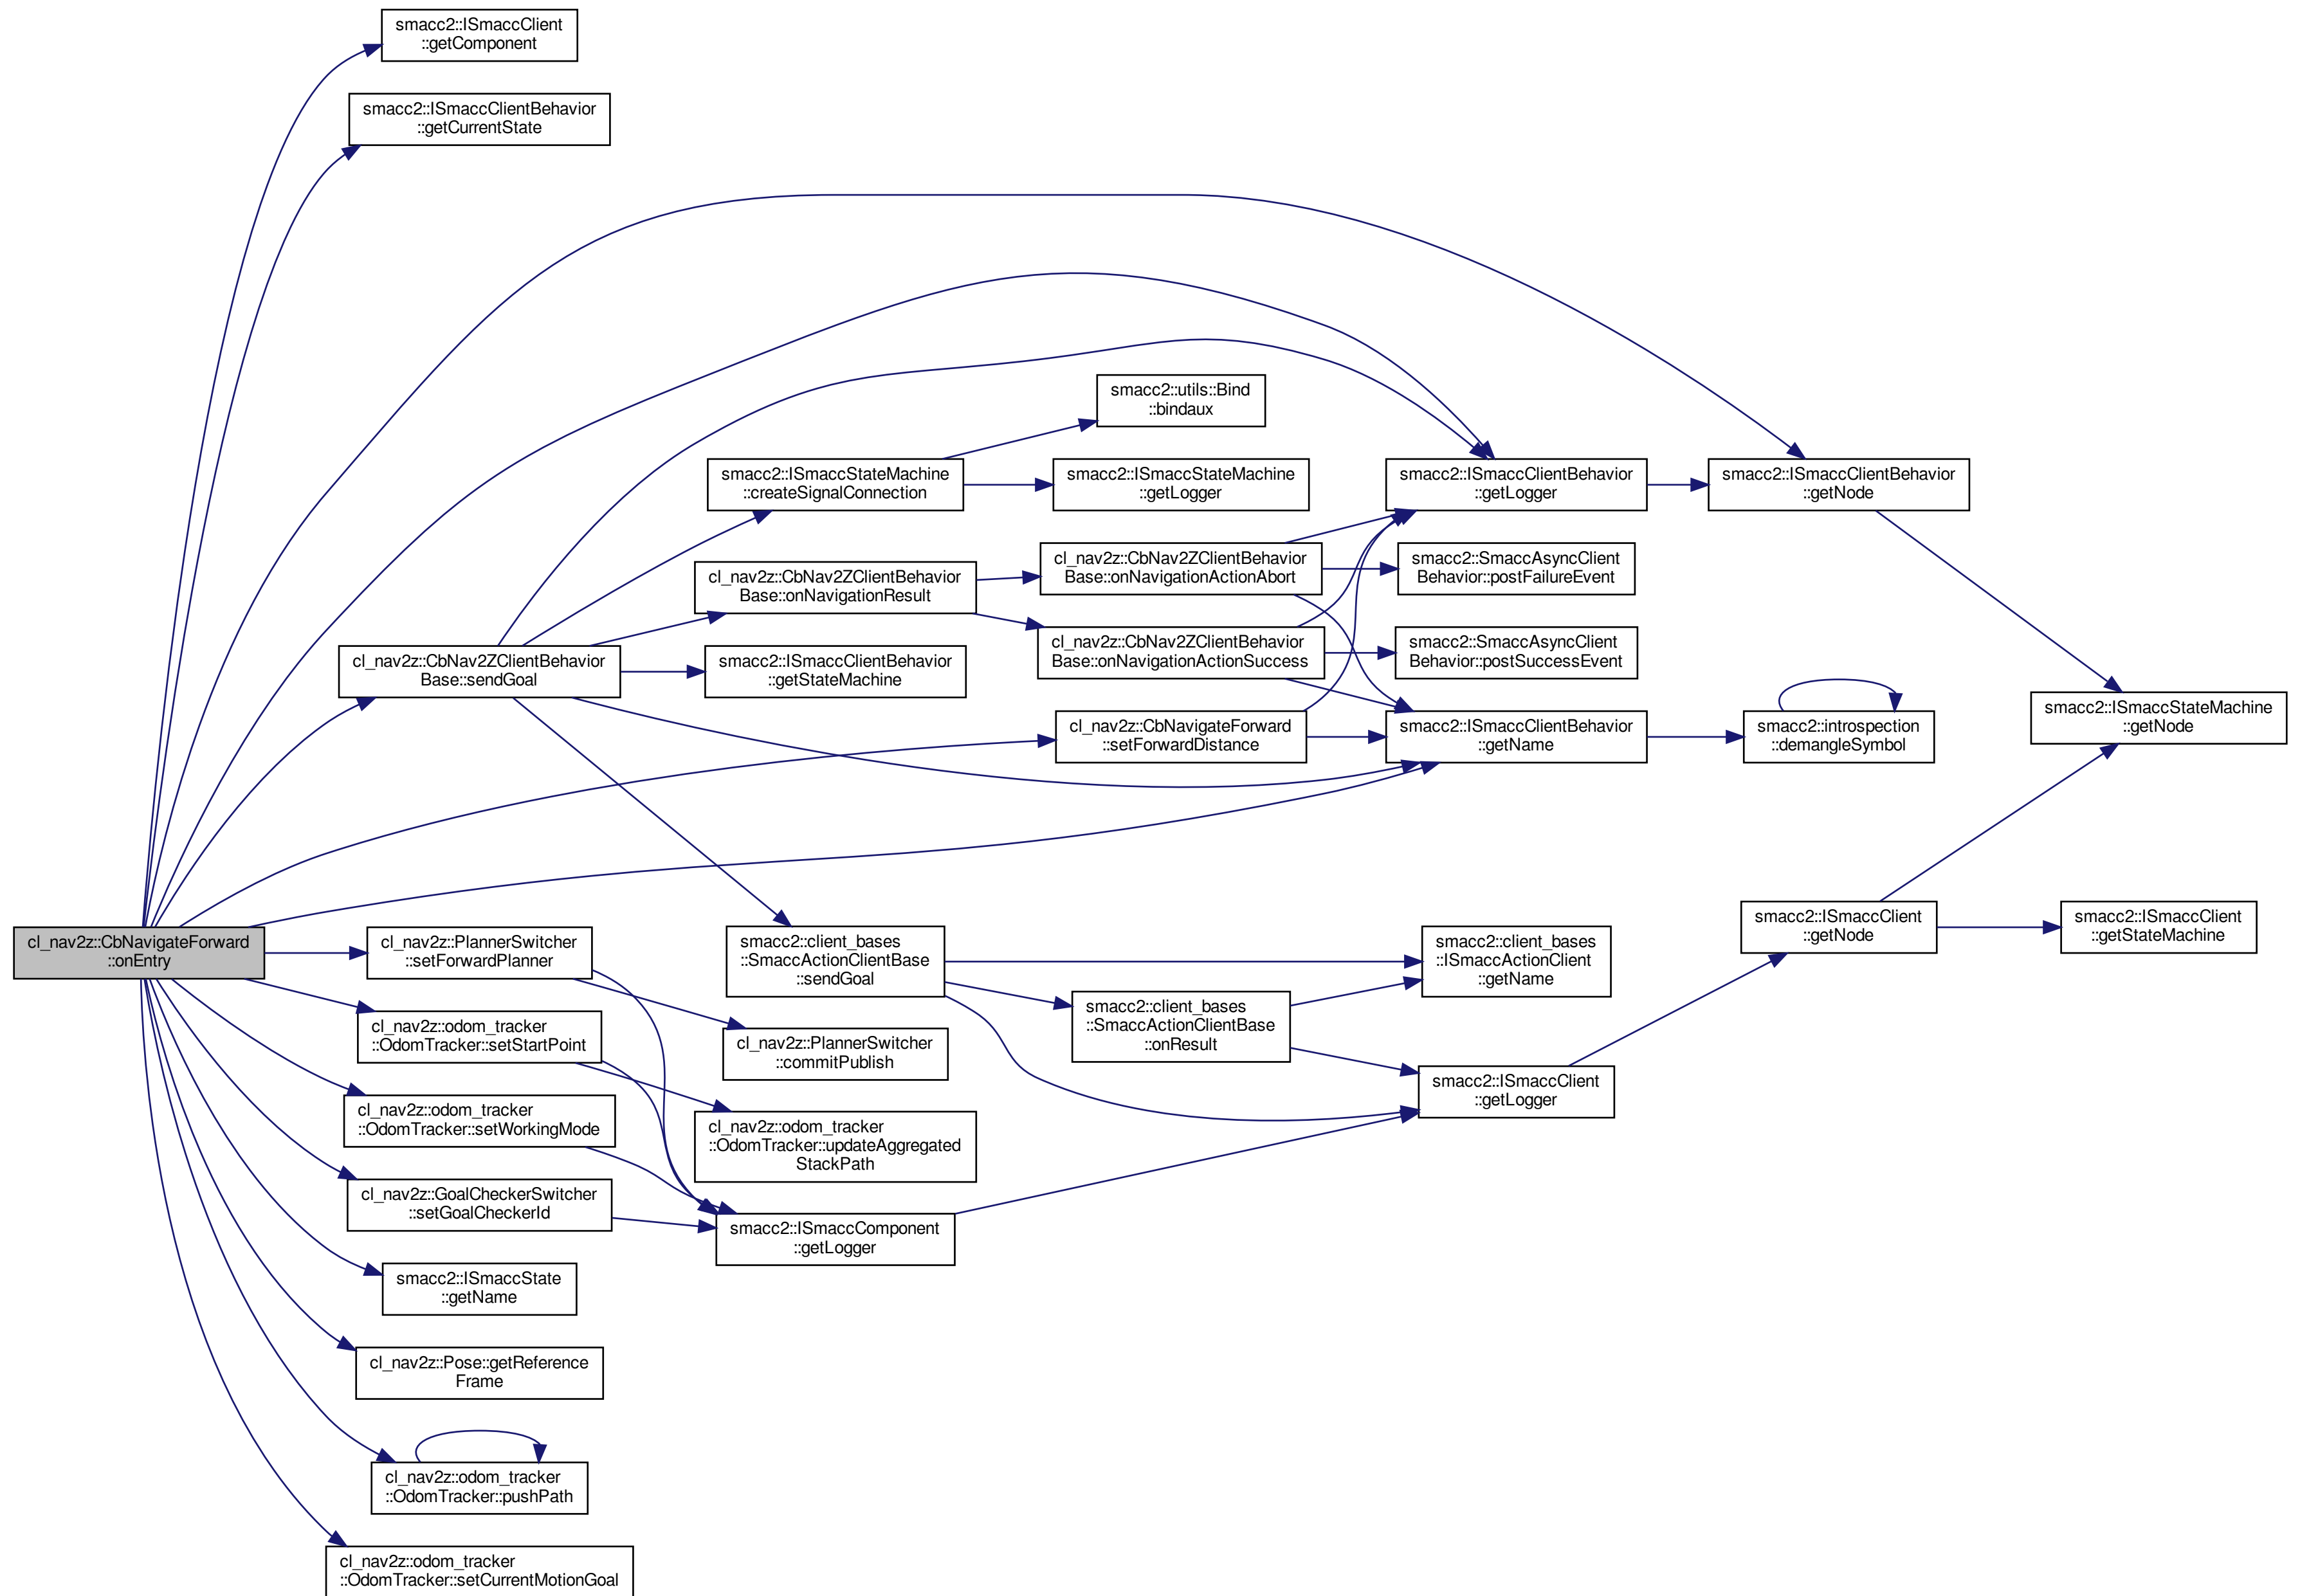 smacc2::ISmaccClient
::getComponent
smacc2::ISmaccClientBehavior
::getCurrentState
smacc2::utils::Bind
::bindaux
smacc2::ISmaccStateMachine
::createSignalConnection
smacc2::ISmaccStateMachine
::getLogger
smacc2::ISmaccClientBehavior
::getLogger
smacc2::ISmaccClientBehavior
::getNode
cl_nav2z::CbNav2ZClientBehavior
Base::onNavigationActionAbort
smacc2::SmaccAsyncClient
Behavior::postFailureEvent
cl_nav2z::CbNav2ZClientBehavior
Base::onNavigationResult
cl_nav2z::CbNav2ZClientBehavior
Base::onNavigationActionSuccess
smacc2::SmaccAsyncClient
Behavior::postSuccessEvent
cl_nav2z::CbNav2ZClientBehavior
Base::sendGoal
smacc2::ISmaccClientBehavior
::getStateMachine
smacc2::ISmaccStateMachine
::getNode
cl_nav2z::CbNavigateForward
::setForwardDistance
smacc2::ISmaccClientBehavior
::getName
smacc2::introspection
::demangleSymbol
cl_nav2z::CbNavigateForward
::onEntry
cl_nav2z::PlannerSwitcher
::setForwardPlanner
smacc2::client_bases
::SmaccActionClientBase
::sendGoal
smacc2::client_bases
::ISmaccActionClient
::getName
smacc2::ISmaccClient
::getNode
smacc2::ISmaccClient
::getStateMachine
cl_nav2z::odom_tracker
::OdomTracker::setStartPoint
cl_nav2z::PlannerSwitcher
::commitPublish
smacc2::client_bases
::SmaccActionClientBase
::onResult
smacc2::ISmaccClient
::getLogger
cl_nav2z::odom_tracker
::OdomTracker::setWorkingMode
cl_nav2z::odom_tracker
::OdomTracker::updateAggregated
StackPath
cl_nav2z::GoalCheckerSwitcher
::setGoalCheckerId
smacc2::ISmaccComponent
::getLogger
smacc2::ISmaccState
::getName
cl_nav2z::Pose::getReference
Frame
cl_nav2z::odom_tracker
::OdomTracker::pushPath
cl_nav2z::odom_tracker
::OdomTracker::setCurrentMotionGoal